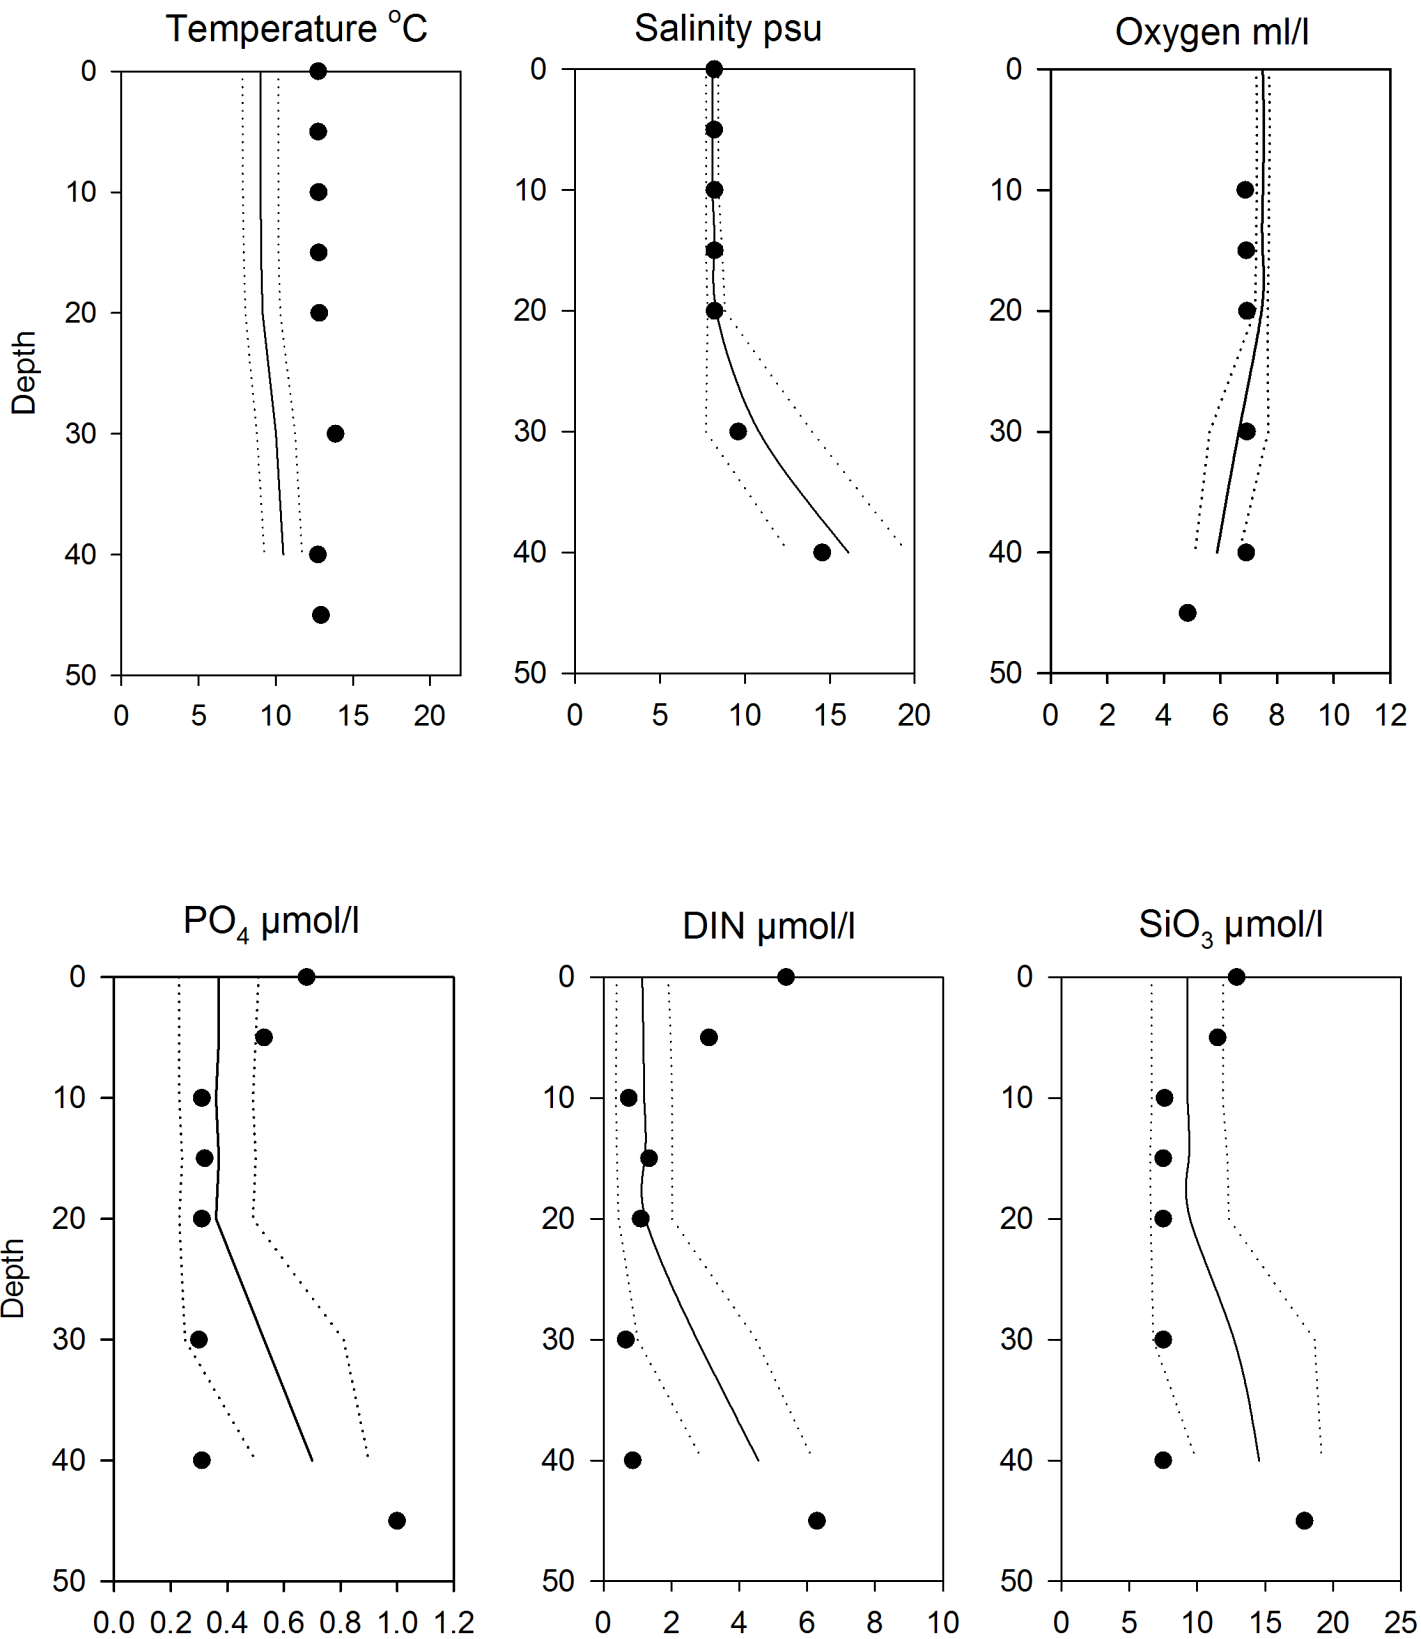 Temperature °C
Salinity psu
Oxygen ml/l
0
10
20
30
40
50
Depth
0 5 10 15 20
0
10
20
30
40
50
0 5 10 15 20
0
10
20
30
40
50
0 2 4 6 8 10 12
PO₄ µmol/l
DIN µmol/l
SiO₃ µmol/l
0
10
20
30
40
50
Depth
0.0 0.2 0.4 0.6 0.8 1.0 1.2
0
10
20
30
40
50
0 2 4 6 8 10
0
10
20
30
40
50
0 5 10 15 20 25